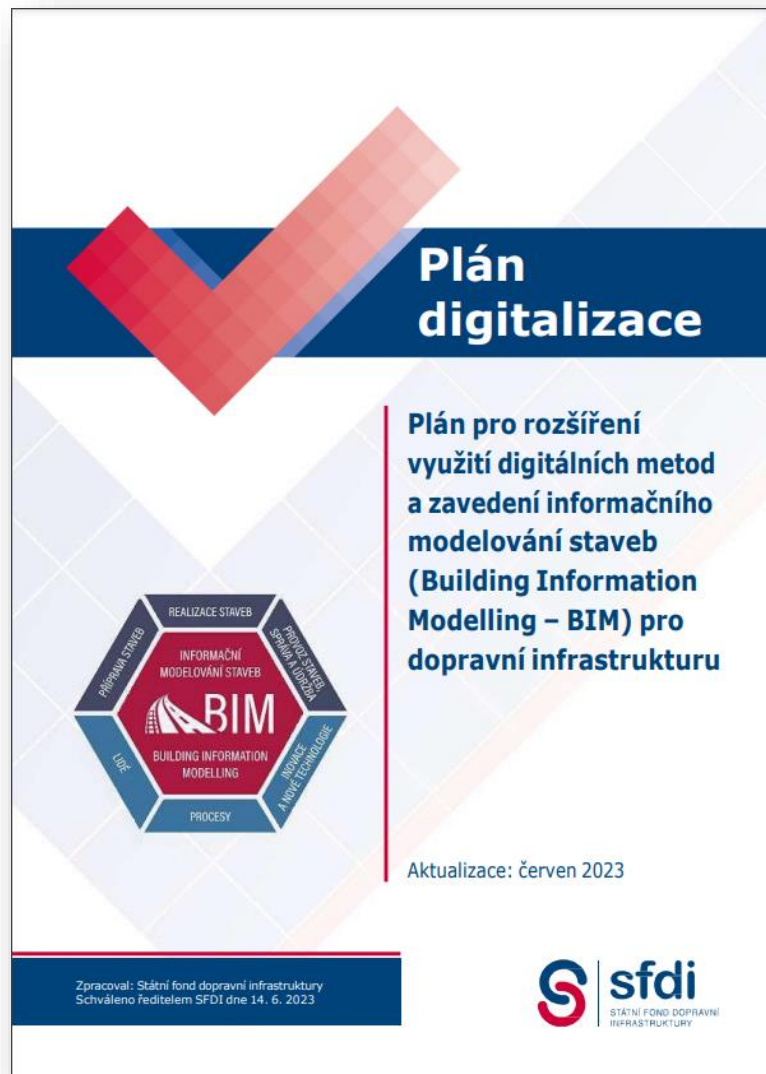 Plán
digitalizace
Plán pro rozšíření
využití digitálních metod
a zavedení informačního
modelování staveb
(Building Information
Modelling – BIM) pro
dopravní infrastrukturu
REALIZACE STAVEB
PŘÍPRAVA STAVEB
PROVOZ STAVEB,
SPRÁVA A ÚDRŽBA
INFORMAČNÍ
MODELOVÁNÍ STAVEB
BIM
BUILDING INFORMATION
MODELLING
LIDÉ
INOVACE
A NOVÉ TECHNOLOGIE
PROCESY
Aktualizace: červen 2023
Zpracoval: Státní fond dopravní infrastruktury
Schváleno ředitelem SFDI dne 14. 6. 2023
sfdi
STÁTNÍ FOND DOPRAVNÍ
INFRASTRUKTURY